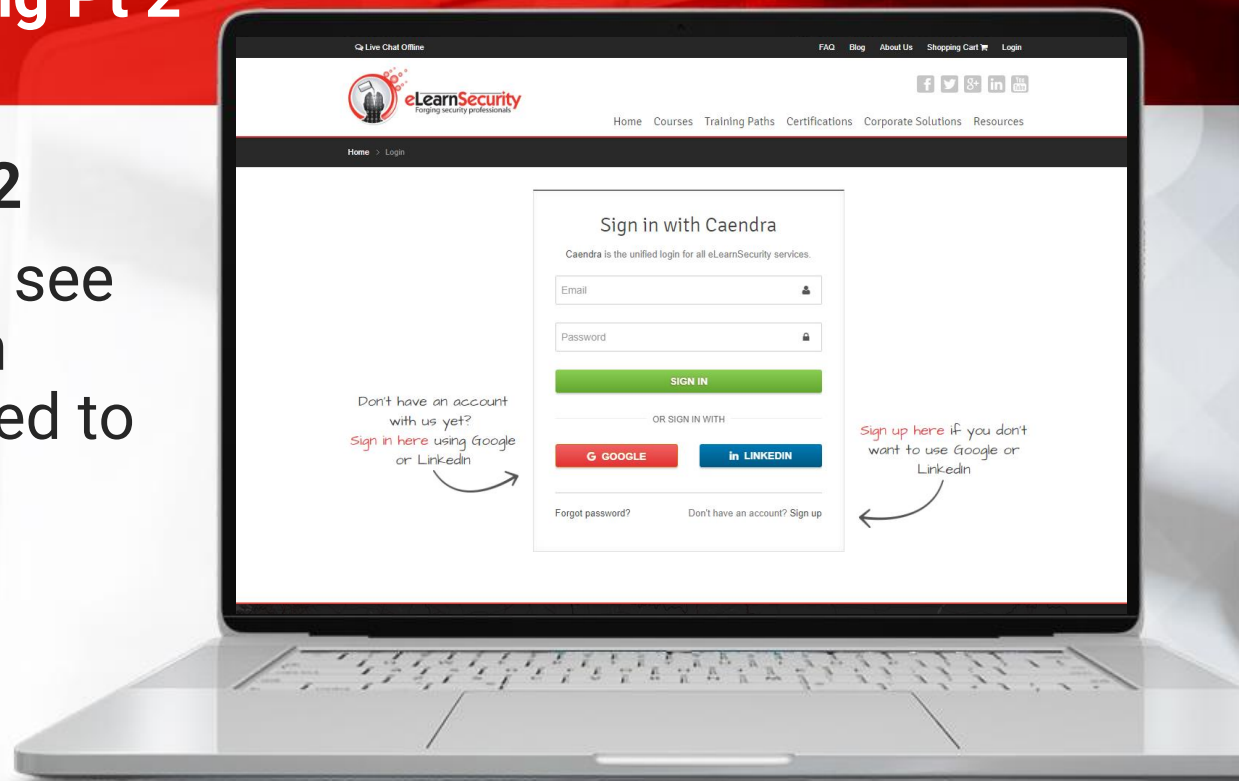 ng Pt 2
2
see
ed to
Live Chat Offline
FAQ Blog About Us Shopping Cart Login
eLearnSecurity
Forging security professionals
Home Courses Training Paths Certifications Corporate Solutions Resources
Home > Login
Sign in with Caendra
Caendra is the unified login for all eLearnSecurity services.
Email
Password
SIGN IN
OR SIGN IN WITH
G GOOGLE
in LINKEDIN
Forgot password?
Don't have an account? Sign up
Don't have an account
with us yet?
Sign in here using Google
or LinkedIn
Sign up here if you don't
want to use Google or
LinkedIn